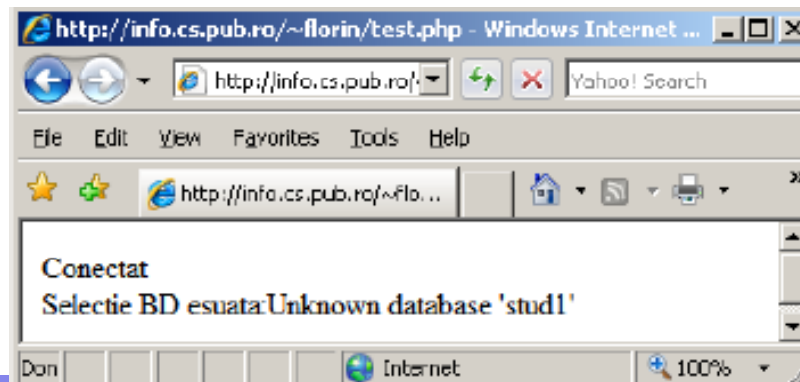 http://info.cs.pub.ro/~florin/test.php - Windows Internet ...
http://info.cs.pub.ro/
Yahoo! Search
File Edit View Favorites Tools Help
http://info.cs.pub.ro/~flo...
»
Conectat
Selectie BD esuata:Unknown database 'stud1'
Don Internet 100%